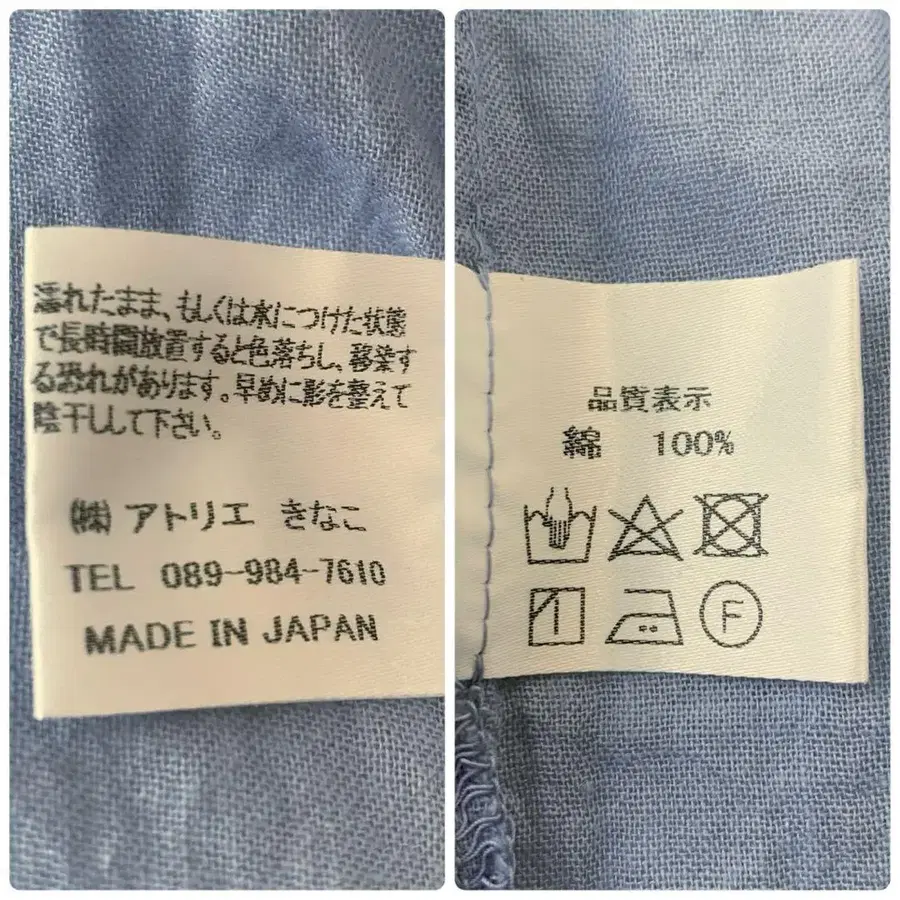 濡れたまま、もしくは水につけた状態
で長時間放置すると色落ちし、移染す
る恐れがあります。早めに形を整えて
陰干しして下さい。
㈱アトリエ きなこ
TEL 089-984-7610
MADE IN JAPAN
品質表示
綿 100%
F